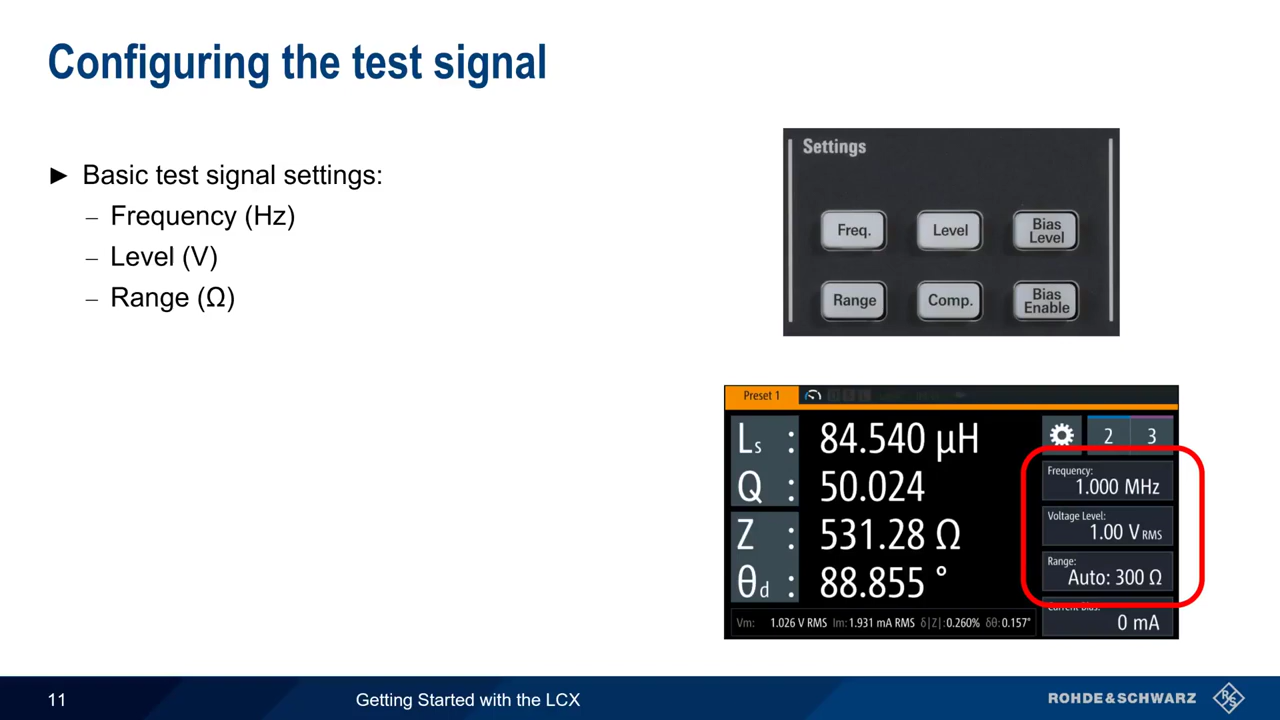 Configuring the test signal
► Basic test signal settings:
– Frequency (Hz)
– Level (V)
– Range (Ω)
Settings
Freq.
Level
Bias
Level
Range
Comp.
Bias
Enable
Preset 1
2
3
Ls : 84.540 µH
Q : 50.024
Z : 531.28 Ω
θd : 88.855 °
Frequency:
1.000 MHz
Voltage Level:
1.00 V RMS
Range:
Auto: 300 Ω
Current Bias:
0 mA
Vm: 1.026 V RMS Im: 1.931 mA RMS δ|Z|: 0.260% δθ: 0.157°
11
Getting Started with the LCX
ROHDE & SCHWARZ
R S